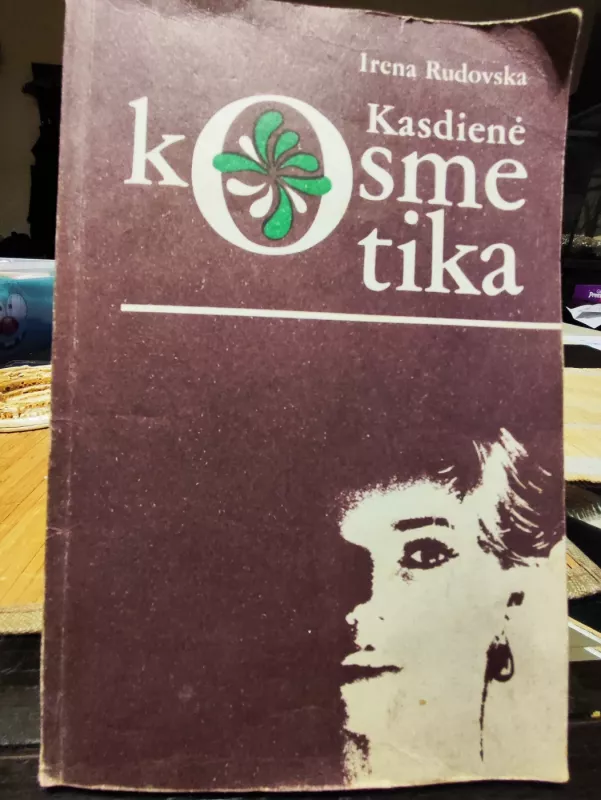 Irena Rudovska
Kasdienė
kOsme
tika